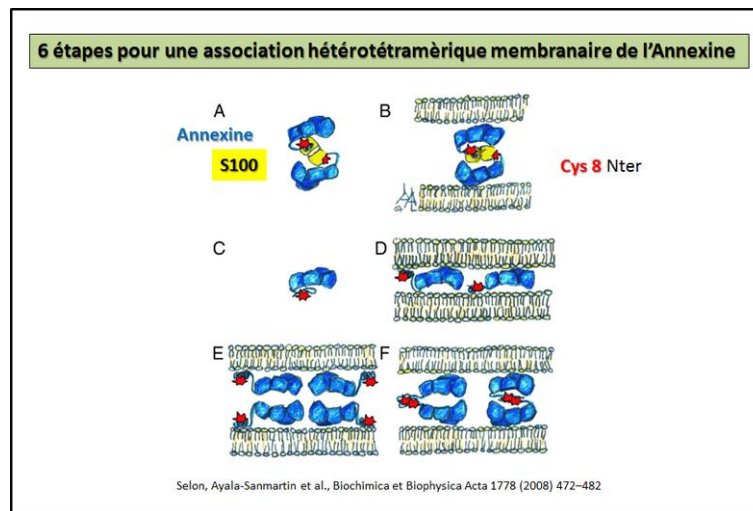 6 étapes pour une association hétérotétramèrique membranaire de l'Annexine
A
B
Annexine
S100
Cys 8 Nter
C
D
E
F
Selon, Ayala-Sanmartin et al., Biochimica et Biophysica Acta 1778 (2008) 472–482